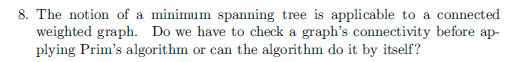 8. The notion of a minimum spanning tree is applicable to a connected
weighted graph. Do we have to check a graph's connectivity before ap-
plying Prim's algorithm or can the algorithm do it by itself?